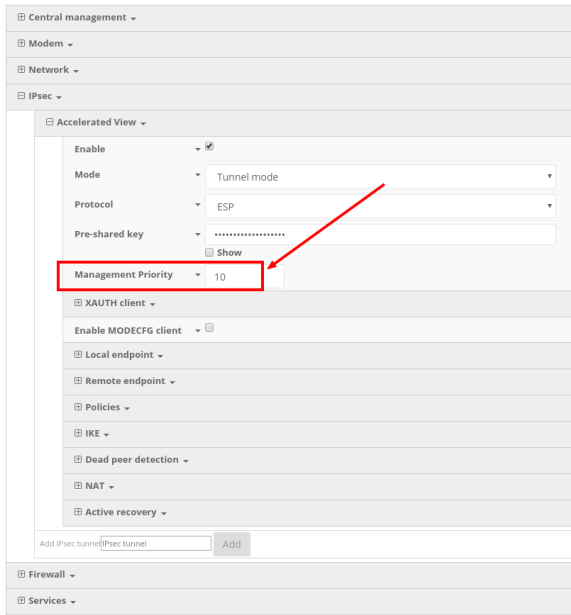 Central management
Modem
Network
IPsec
Accelerated View
Enable
Mode Tunnel mode
Protocol ESP
Pre-shared key ••••••••••••••••••
Show
Management Priority 10
XAUTH client
Enable MODECFG client
Local endpoint
Remote endpoint
Policies
IKE
Dead peer detection
NAT
Active recovery
Add IPsec tunnel IPsec tunnel Add
Firewall
Services